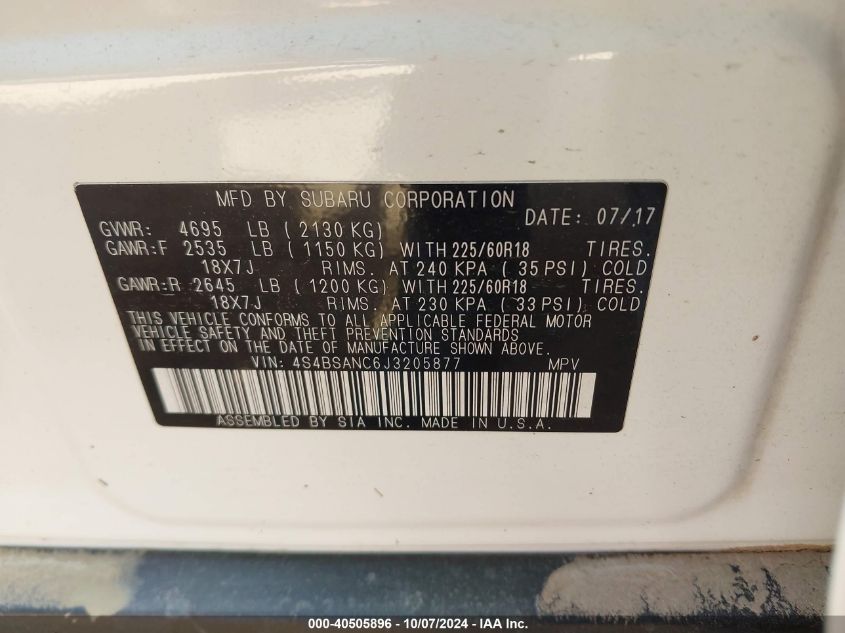 MFD BY SUBARU CORPORATION
DATE: 07/17
GVWR: 4695 LB ( 2130 KG)
GAWR:F 2535 LB ( 1150 KG) WITH 225/60R18 TIRES.
18X7J RIMS. AT 240 KPA ( 35 PSI) COLD
GAWR:R 2645 LB ( 1200 KG) WITH 225/60R18 TIRES.
18X7J RIMS. AT 230 KPA ( 33 PSI) COLD
THIS VEHICLE CONFORMS TO ALL APPLICABLE FEDERAL MOTOR
VEHICLE SAFETY AND THEFT PREVENTION STANDARDS
IN EFFECT ON THE DATE OF MANUFACTURE SHOWN ABOVE.
VIN: 4S4BSANC6J3205877 MPV
ASSEMBLED BY SIA INC. MADE IN U.S.A.
000-40505896 - 10/07/2024 - IAA Inc.